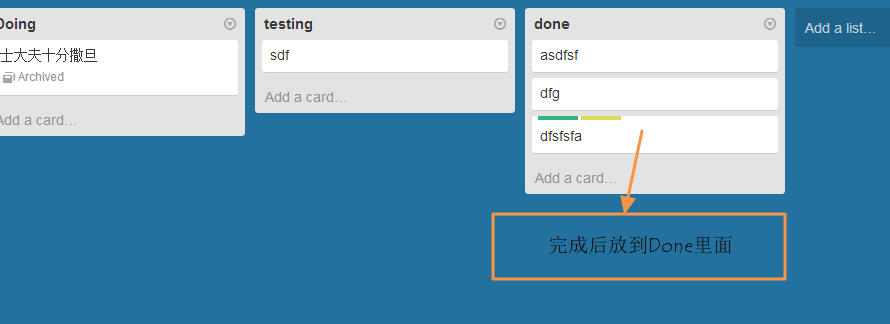 Doing
士大夫十分撒旦
Archived
Add a card…
testing
sdf
Add a card…
done
asdfsf
dfg
dfsfsfa
Add a card…
Add a list…
完成后放到Done里面